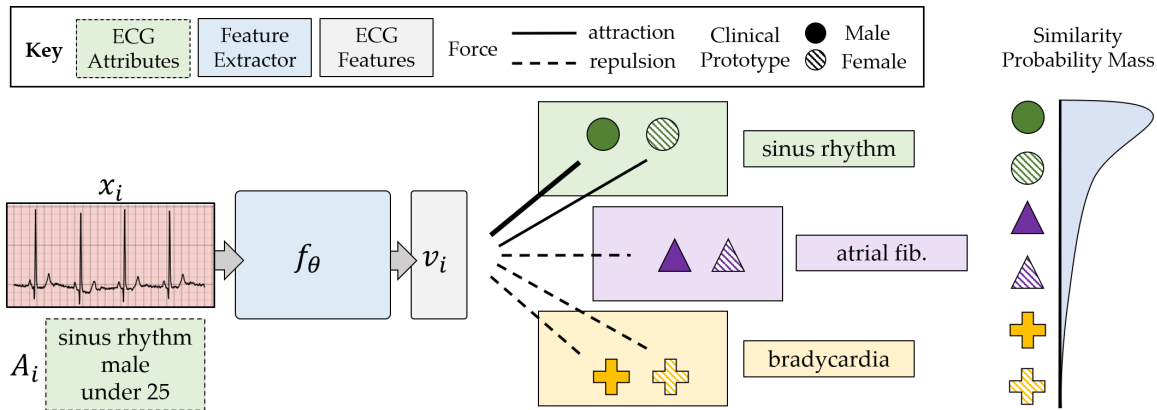 Key
ECG
Attributes
Feature
Extractor
ECG
Features
Force
attraction
repulsion
Clinical
Prototype
Male
Female
Similarity
Probability Mass
sinus rhythm
x_i
f_θ
v_i
atrial fib.
A_i
sinus rhythm
male
under 25
bradycardia